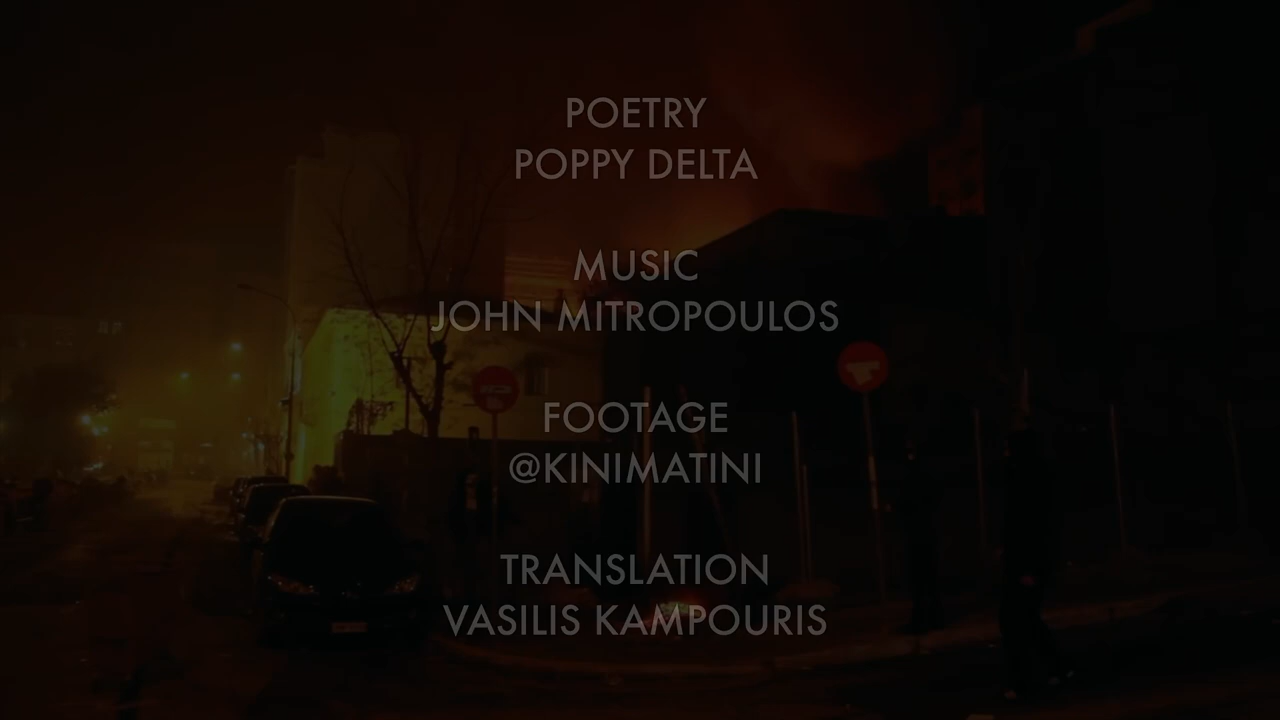 POETRY
POPPY DELTA
MUSIC
JOHN MITROPOULOS
FOOTAGE
@KINIMATINI
TRANSLATION
VASILIS KAMPOURIS